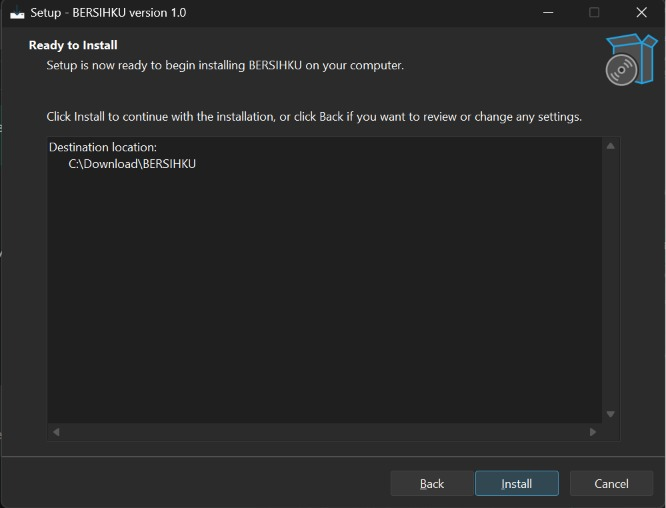 Setup - BERSIHKU version 1.0
Ready to Install
Setup is now ready to begin installing BERSIHKU on your computer.
Click Install to continue with the installation, or click Back if you want to review or change any settings.
Destination location:
C:\Download\BERSIHKU
Back
Install
Cancel